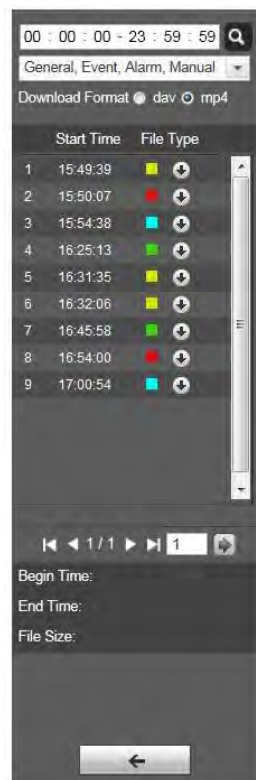 00 : 00 : 00 - 23 : 59 : 59
General, Event, Alarm, Manual
Download Format dav mp4
Start Time File Type
1 15:49:39
2 15:50:07
3 15:54:38
4 16:25:13
5 16:31:35
6 16:32:06
7 16:45:58
8 16:54:00
9 17:00:54
1 / 1 1
Begin Time:
End Time:
File Size: